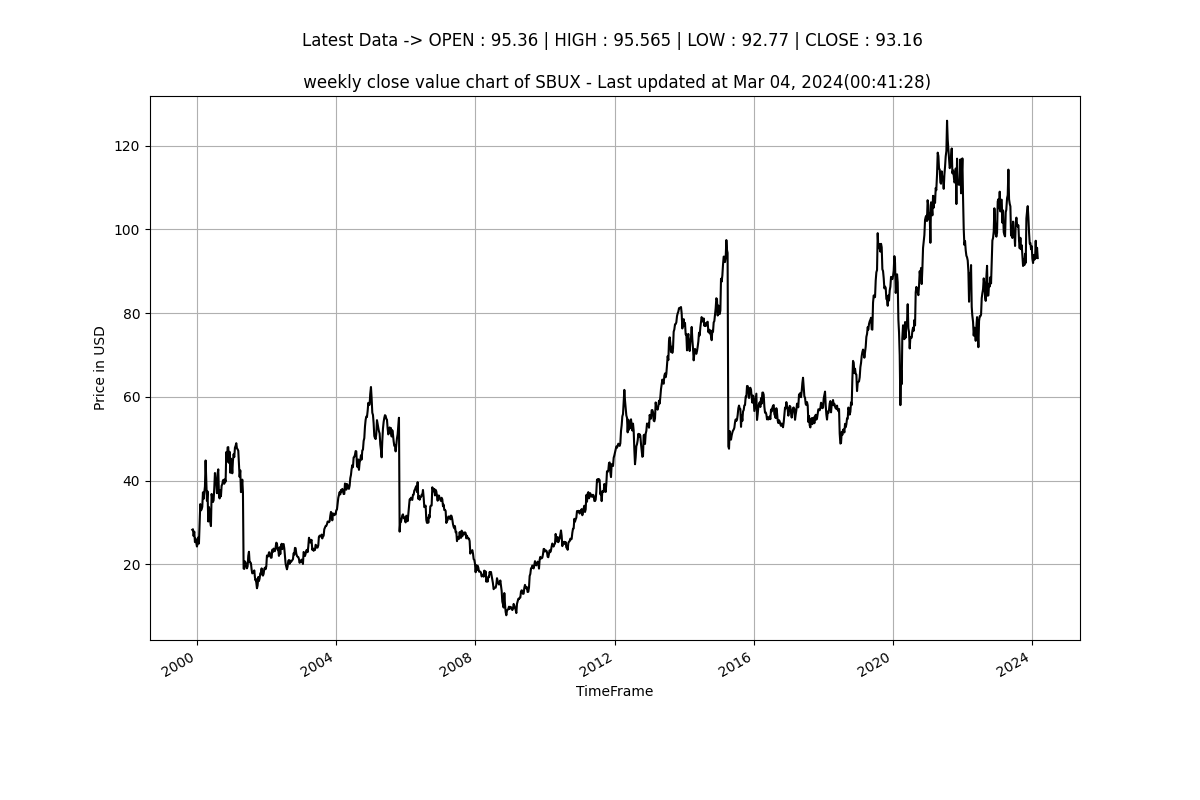 Latest Data -> OPEN : 95.36 | HIGH : 95.565 | LOW : 92.77 | CLOSE : 93.16
weekly close value chart of SBUX - Last updated at Mar 04, 2024(00:41:28)
120
100
80
60
40
20
Price in USD
2000 2004 2008 2012 2016 2020 2024
TimeFrame